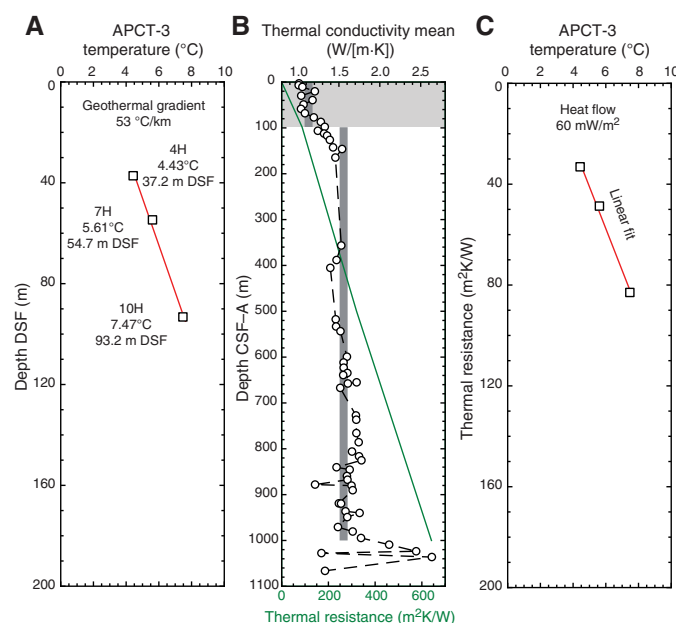 A
APCT-3
temperature (°C)
0 2 4 6 8 10
0
40
80
120
160
200
Depth DSF (m)
Geothermal gradient
53 °C/km
4H
4.43°C
37.2 m DSF
7H
5.61°C
54.7 m DSF
10H
7.47°C
93.2 m DSF
B
Thermal conductivity mean
(W/[m·K])
1.0 1.5 2.0 2.5
0
100
200
300
400
500
600
700
800
900
1000
1100
Depth CSF–A (m)
0 200 400 600
Thermal resistance (m²K/W)
C
APCT-3
temperature (°C)
0 2 4 6 8 10
0
40
80
120
160
200
Thermal resistance (m²K/W)
Heat flow
60 mW/m²
Linear fit